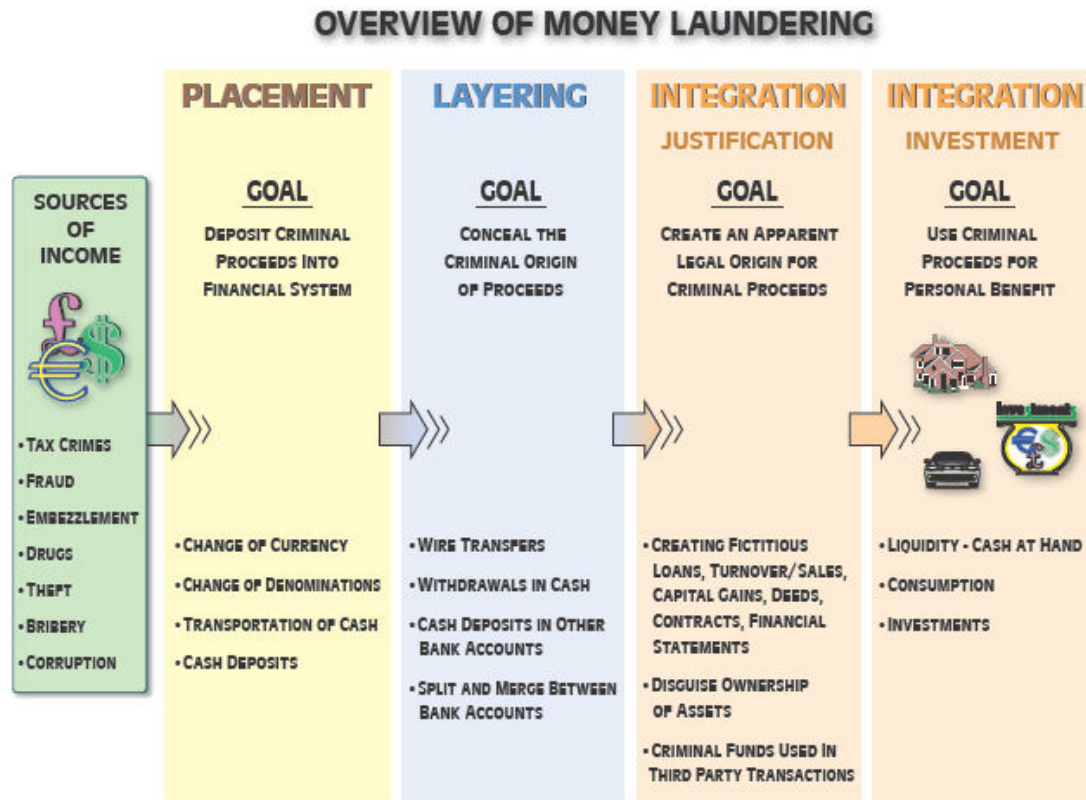 OVERVIEW OF MONEY LAUNDERING
SOURCES
OF
INCOME
£
$
€
• TAX CRIMES
• FRAUD
• EMBEZZLEMENT
• DRUGS
• THEFT
• BRIBERY
• CORRUPTION
PLACEMENT
GOAL
DEPOSIT CRIMINAL
PROCEEDS INTO
FINANCIAL SYSTEM
• CHANGE OF CURRENCY
• CHANGE OF DENOMINATIONS
• TRANSPORTATION OF CASH
• CASH DEPOSITS
LAYERING
GOAL
CONCEAL THE
CRIMINAL ORIGIN
OF PROCEEDS
• WIRE TRANSFERS
• WITHDRAWALS IN CASH
• CASH DEPOSITS IN OTHER
BANK ACCOUNTS
• SPLIT AND MERGE BETWEEN
BANK ACCOUNTS
INTEGRATION
JUSTIFICATION
GOAL
CREATE AN APPARENT
LEGAL ORIGIN FOR
CRIMINAL PROCEEDS
• CREATING FICTITIOUS
LOANS, TURNOVER/SALES,
CAPITAL GAINS, DEEDS,
CONTRACTS, FINANCIAL
STATEMENTS
• DISGUISE OWNERSHIP
OF ASSETS
• CRIMINAL FUNDS USED IN
THIRD PARTY TRANSACTIONS
INTEGRATION
INVESTMENT
GOAL
USE CRIMINAL
PROCEEDS FOR
PERSONAL BENEFIT
Investments
€ $
£
• LIQUIDITY - CASH AT HAND
• CONSUMPTION
• INVESTMENTS